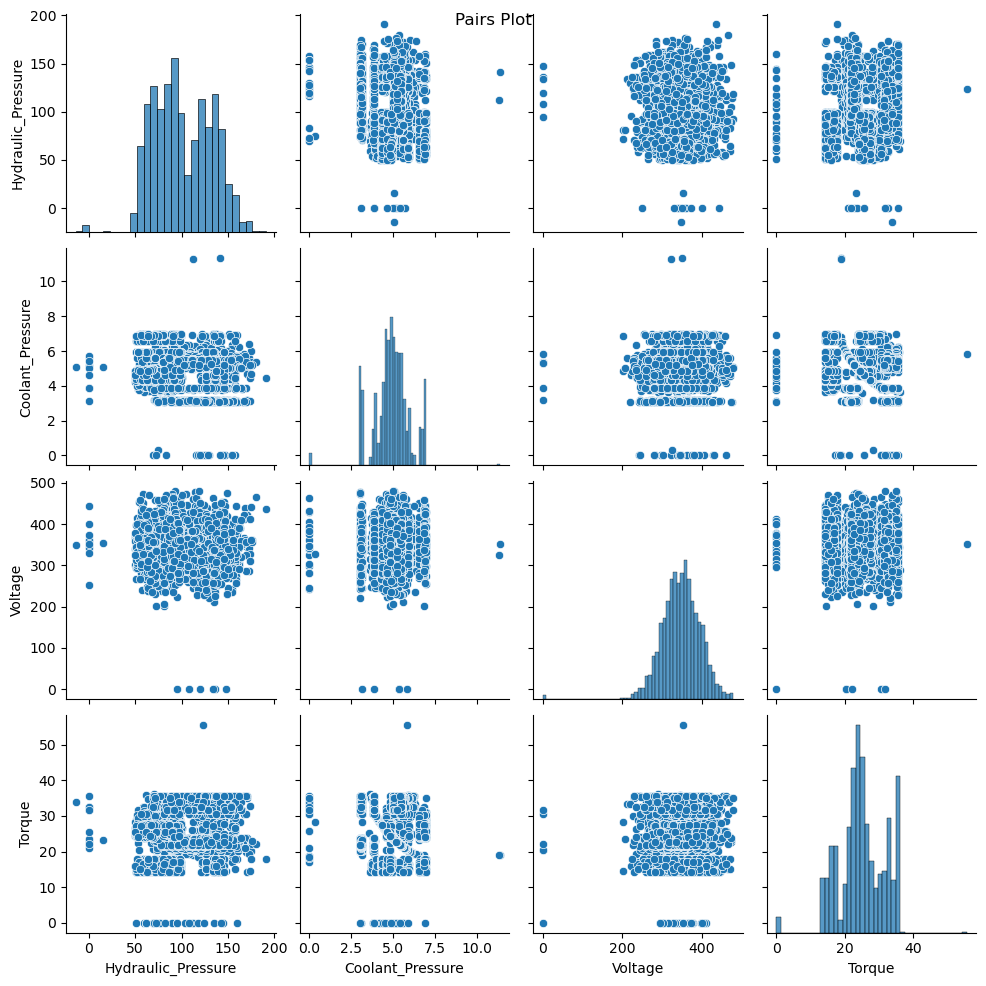 Pairs Plot
Hydraulic_Pressure
200
150
100
50
0
Coolant_Pressure
10
8
6
4
2
0
Voltage
500
400
300
200
100
0
Torque
50
40
30
20
10
0
0 50 100 150 200
0.0 2.5 5.0 7.5 10.0
0 200 400
0 20 40
Hydraulic_Pressure
Coolant_Pressure
Voltage
Torque